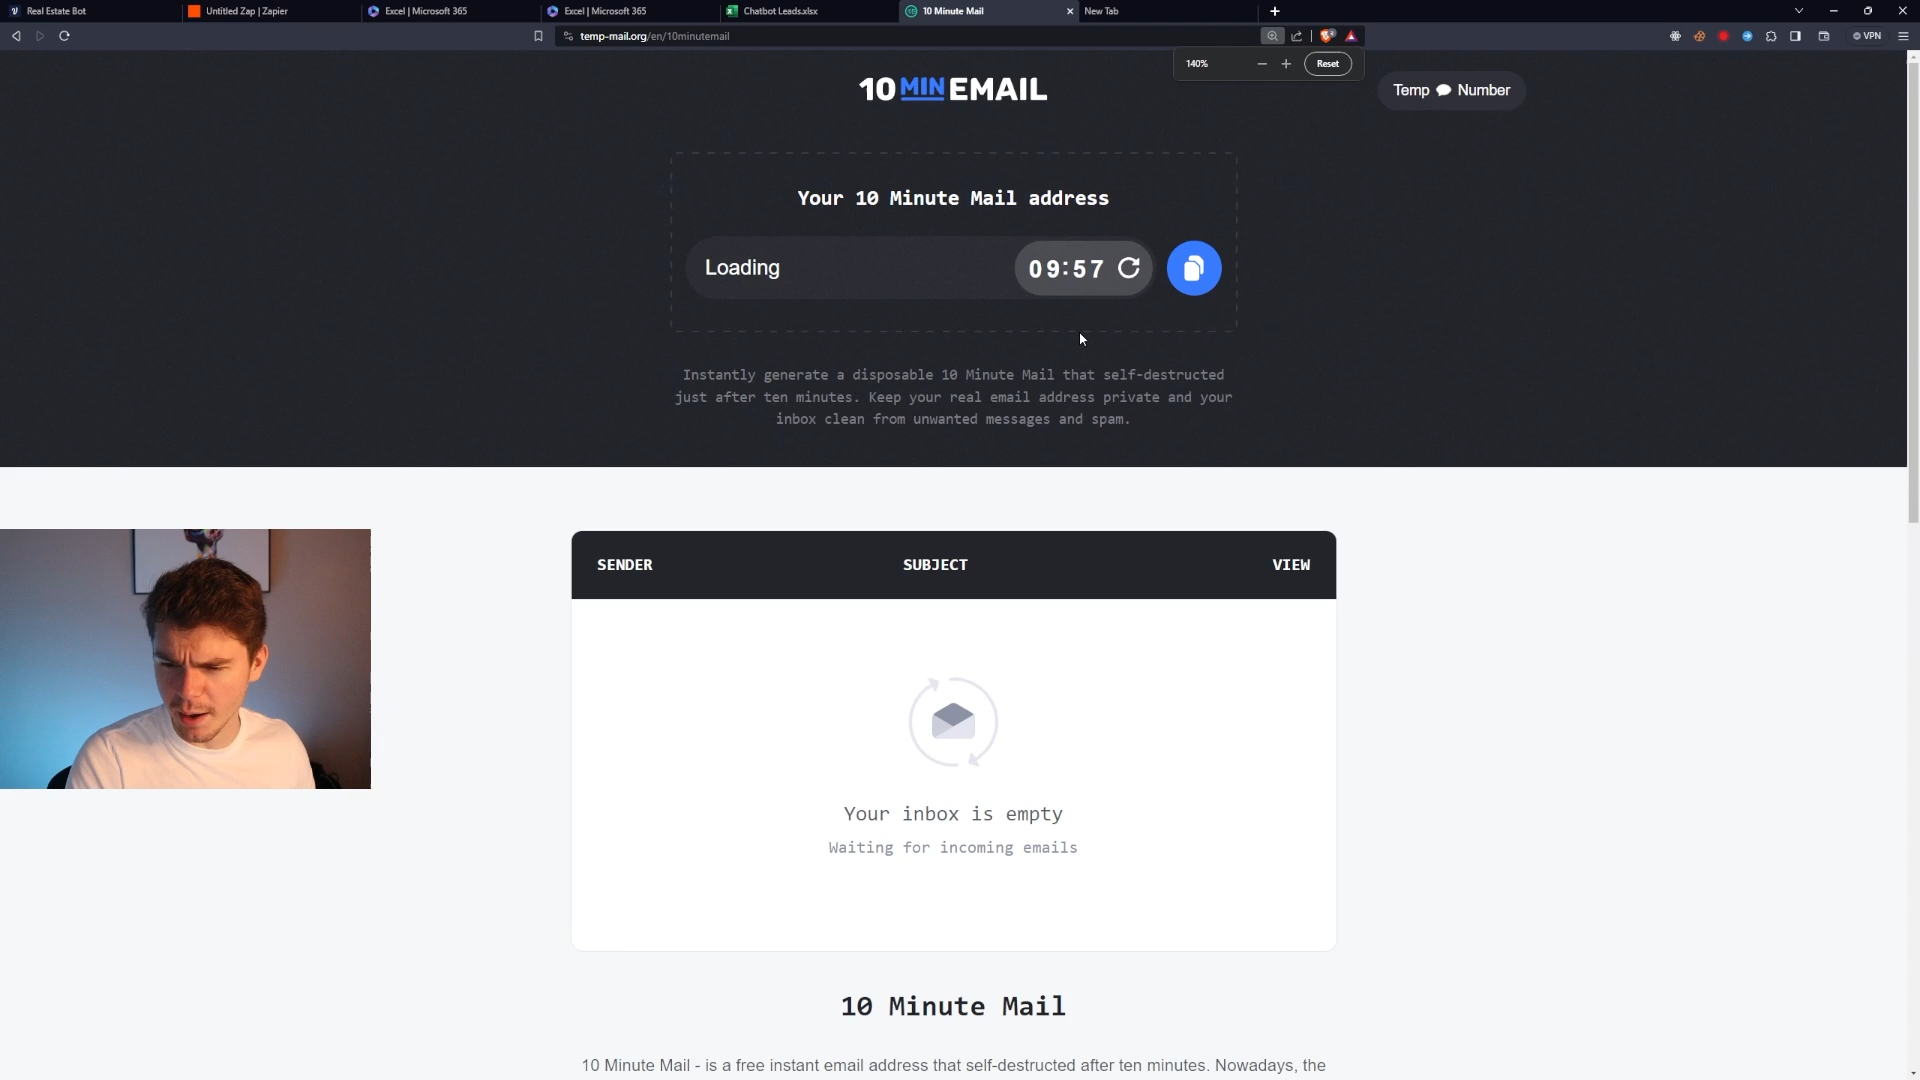 Real Estate Bot
Untitled Zap | Zapier
Excel | Microsoft 365
Excel | Microsoft 365
Chatbot Leads.xlsx
10 Minute Mail
New Tab
temp-mail.org/en/10minutemail
VPN
140%
Reset
10 MIN EMAIL
Temp Number
Your 10 Minute Mail address
Loading
09:57
Instantly generate a disposable 10 Minute Mail that self-destructed
just after ten minutes. Keep your real email address private and your
inbox clean from unwanted messages and spam.
SENDER SUBJECT VIEW
Your inbox is empty
Waiting for incoming emails
10 Minute Mail
10 Minute Mail - is a free instant email address that self-destructed after ten minutes. Nowadays, the